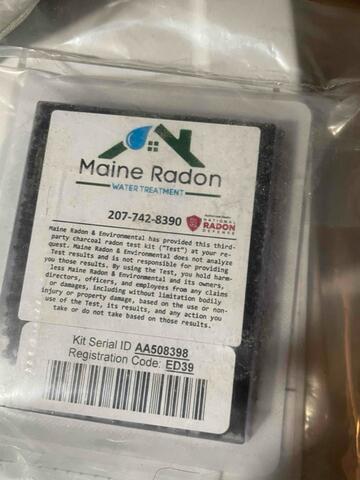 Maine Radon
WATER TREATMENT
207-742-8390
NATIONAL
RADON
DEFENSE
Maine Radon & Environmental has provided this third-
party charcoal radon test kit ("Test") at your re-
quest. Maine Radon & Environmental does not analyze
Test results and is not responsible for providing
you those results. By using the Test, you hold harm-
less Maine Radon & Environmental and its owners,
directors, officers, and employees from any claims
or damages, including without limitation bodily
injury or property damage, based on the use or non-
use of the Test, its results, and any action you
take or do not take based on those results.
Kit Serial ID AA508398
Registration Code: ED39